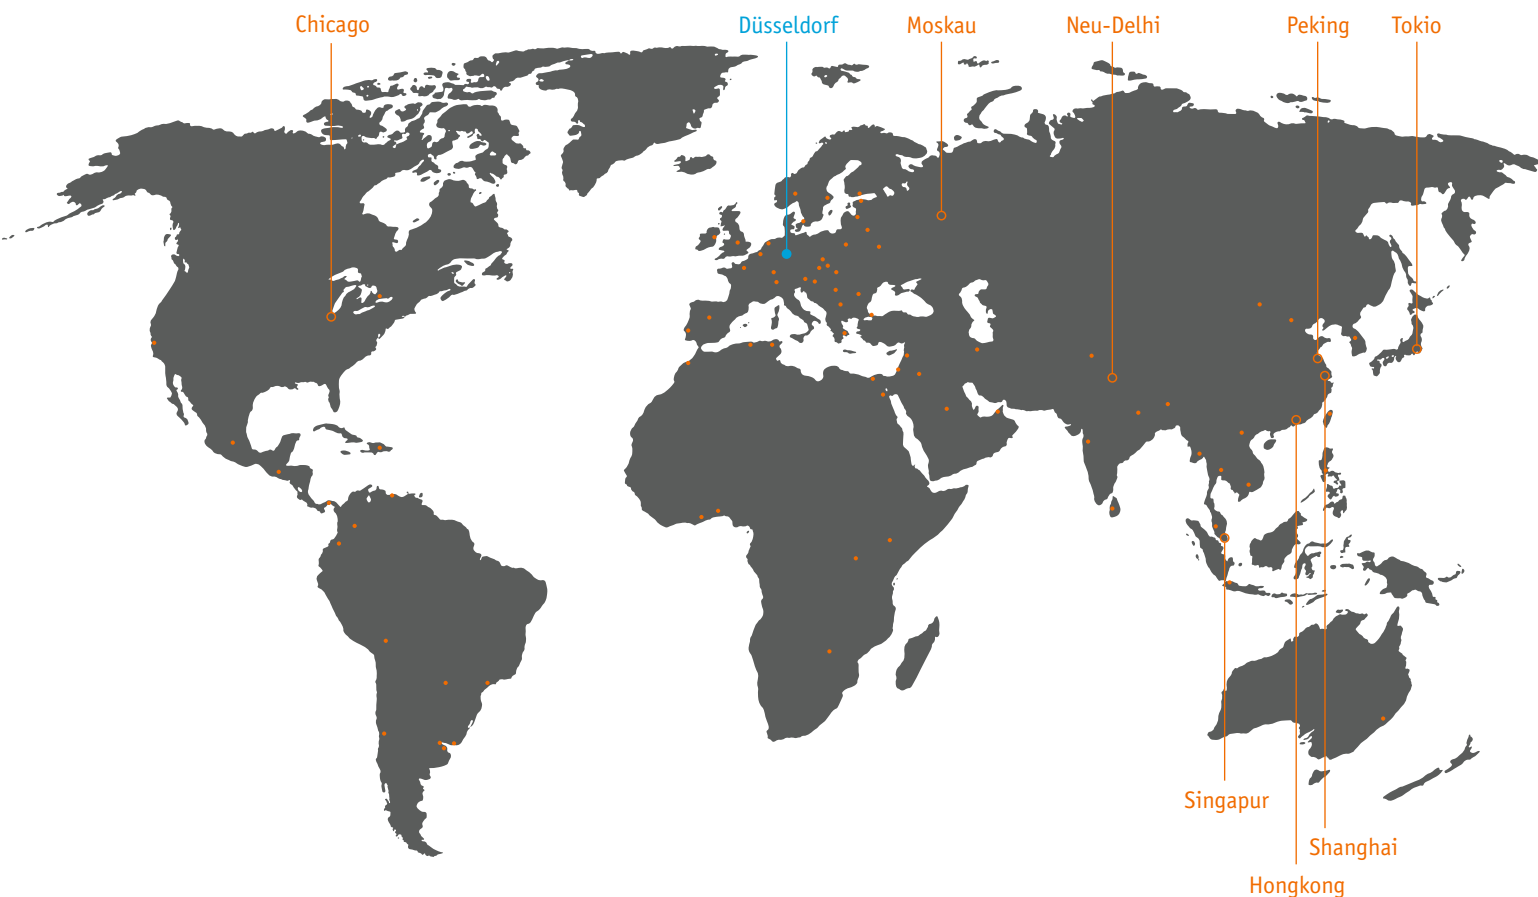 Chicago
Düsseldorf
Moskau
Neu-Delhi
Peking
Tokio
Singapur
Shanghai
Hongkong